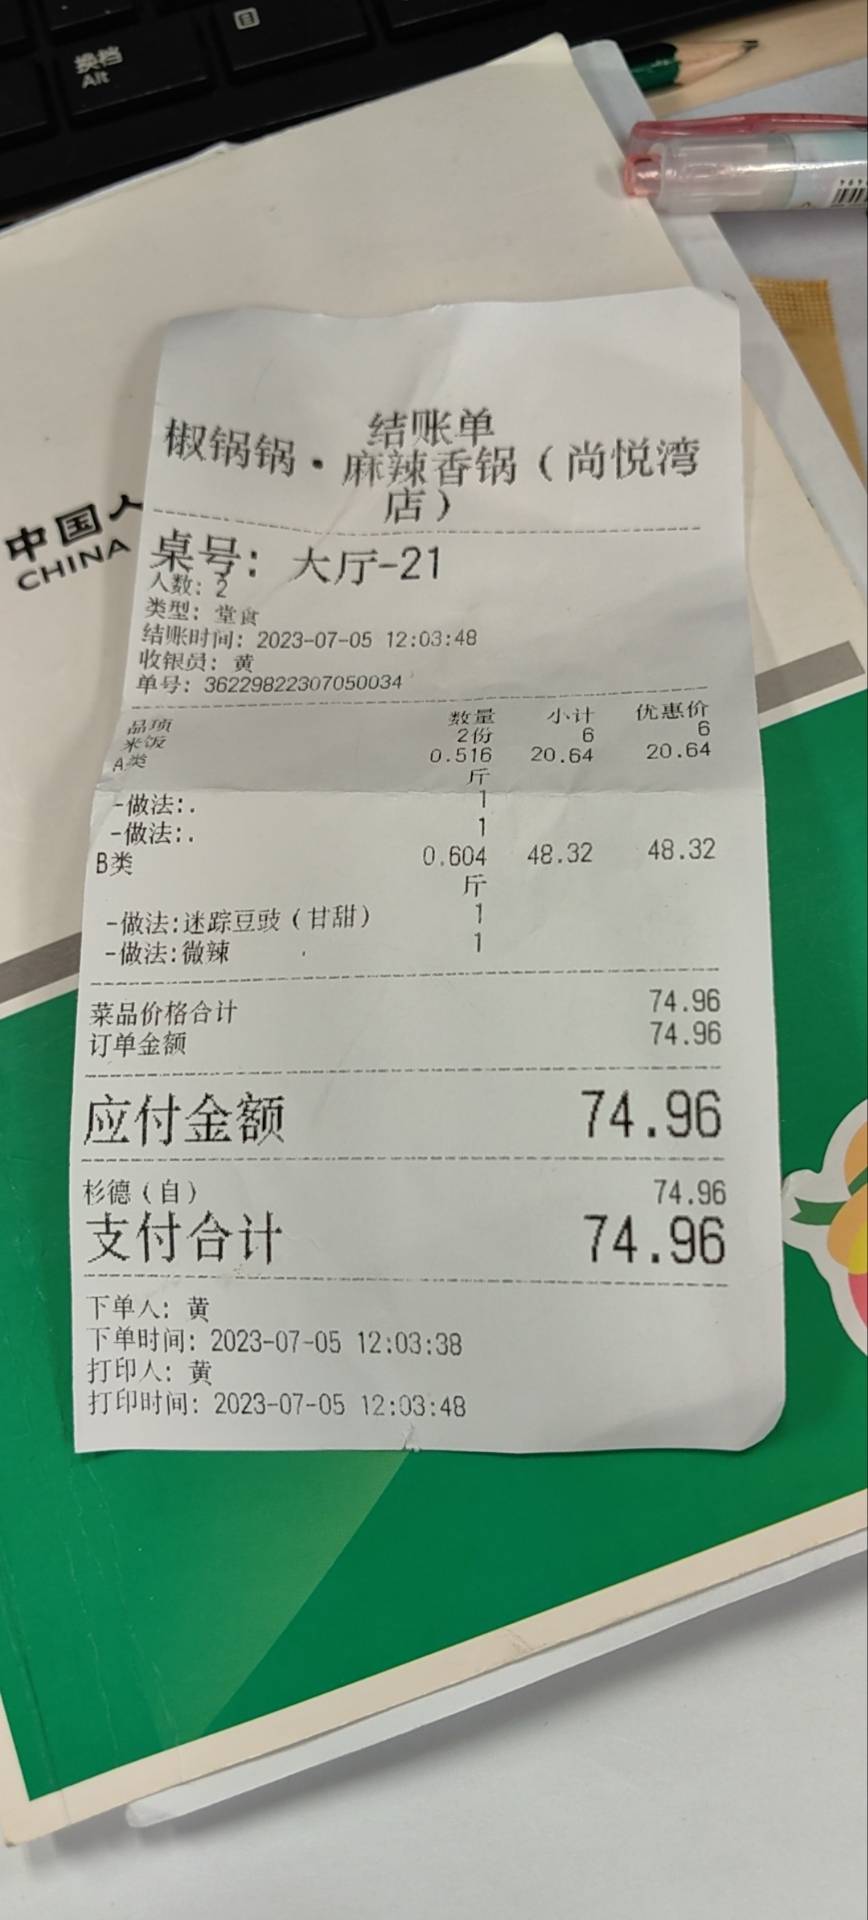 换档
Alt
中国人
CHINA
结账单
椒锅锅·麻辣香锅（尚悦湾
店）
桌号：大厅-21
人数：2
类型：堂食
结账时间：2023-07-05 12:03:48
收银员：黄
单号：36229822307050034
品项 数量 小计 优惠价
米饭 2份 6 6
A类 0.516 20.64 20.64
斤
-做法:. 1
-做法:. 1
B类 0.604 48.32 48.32
斤
-做法:迷踪豆豉（甘甜） 1
-做法:微辣 1
菜品价格合计 74.96
订单金额 74.96
应付金额 74.96
杉德（自） 74.96
支付合计 74.96
下单人：黄
下单时间：2023-07-05 12:03:38
打印人：黄
打印时间：2023-07-05 12:03:48